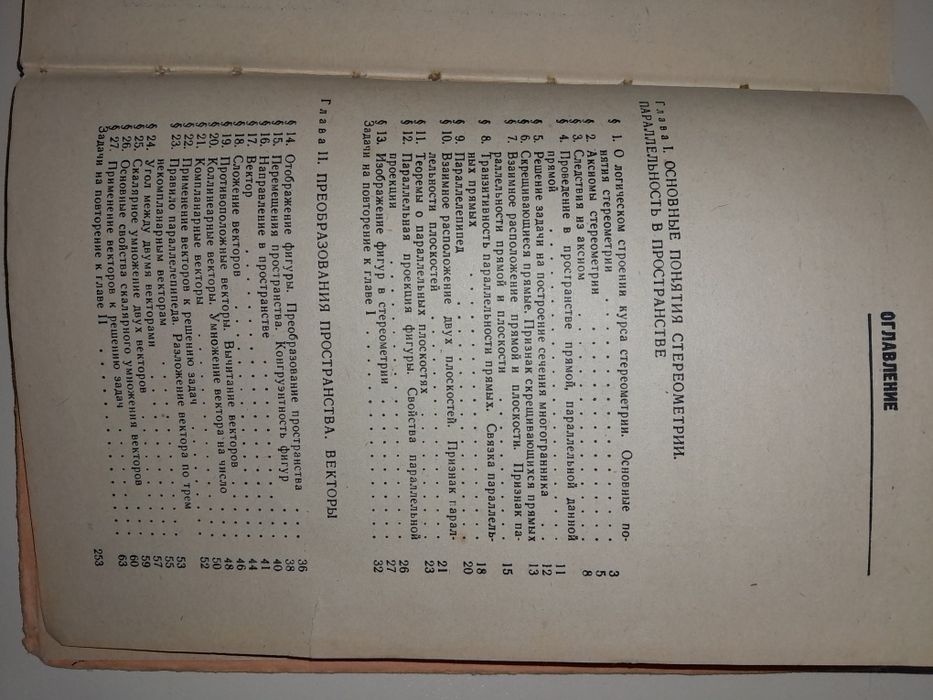 ОГЛАВЛЕНИЕ
Глава I. ОСНОВНЫЕ ПОНЯТИЯ СТЕРЕОМЕТРИИ.
ПАРАЛЛЕЛЬНОСТЬ В ПРОСТРАНСТВЕ
§ 1. О логическом строении курса стереометрии. Основные по-
нятия стереометрии . . . . . . . . . . 3
§ 2. Аксиомы стереометрии . . . . . . . . . . 5
§ 3. Следствия из аксиом . . . . . . . . . . 8
§ 4. Проведение в пространстве прямой, параллельной данной
прямой . . . . . . . . . . 11
§ 5. Решение задачи на построение сечения многогранника 12
§ 6. Скрещивающиеся прямые. Признак скрещивающихся прямых 13
§ 7. Взаимное расположение прямой и плоскости. Признак па-
раллельности прямой и плоскости . . . . . . 15
§ 8. Транзитивность параллельности прямых. Связка параллель-
ных прямых . . . . . . . . . . 18
§ 9. Параллелепипед . . . . . . . . . . 20
§ 10. Взаимное расположение двух плоскостей. Признак парал-
лельности плоскостей . . . . . . . . . . 21
§ 11. Теоремы о параллельных плоскостях . . . . . . 23
§ 12. Параллельная проекция фигуры. Свойства параллельной
проекции . . . . . . . . . . 26
§ 13. Изображение фигур в стереометрии . . . . . . 27
Задачи на повторение к главе I . . . . . . . . 32
Глава II. ПРЕОБРАЗОВАНИЯ ПРОСТРАНСТВА. ВЕКТОРЫ
§ 14. Отображение фигуры. Преобразование пространства . 36
§ 15. Перемещения пространства. Конгруэнтность фигур . . 38
§ 16. Направление в пространстве . . . . . . . . 40
§ 17. Вектор . . . . . . . . . . 41
§ 18. Сложение векторов . . . . . . . . . . 44
§ 19. Противоположные векторы. Вычитание векторов . . . 46
§ 20. Коллинеарные векторы. Умножение вектора на число . . 48
§ 21. Компланарные векторы . . . . . . . . . . 50
§ 22. Применение векторов к решению задач . . . . . . 52
§ 23. Правило параллелепипеда. Разложение вектора по трем
некомпланарным векторам . . . . . . . . 53
§ 24. Угол между двумя векторами . . . . . . . . 55
§ 25. Скалярное умножение двух векторов . . . . . . 57
§ 26. Основные свойства скалярного умножения векторов . . 59
§ 27. Применение векторов к решению задач . . . . . . 60
Задачи на повторение к главе II . . . . . . . . 63
253